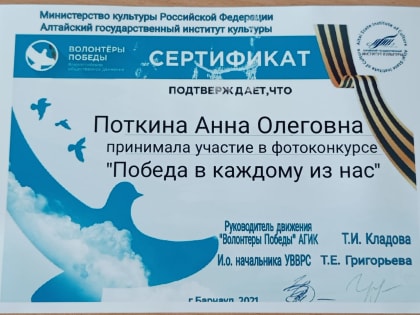 Министерство культуры Российской Федерации
Алтайский государственный институт культуры
ВОЛОНТЁРЫ
ПОБЕДЫ
СЕРТИФИКАТ
ПОДТВЕРЖДАЕТ,ЧТО
Поткина Анна Олеговна
принимала участие в фотоконкурсе
"Победа в каждому из нас"
Руководитель движения
"Волонтеры Победы" АГИК Т.И. Кладова
И.о. начальника УВВРС Т.Е. Григорьева
г.Барнаул, 2021